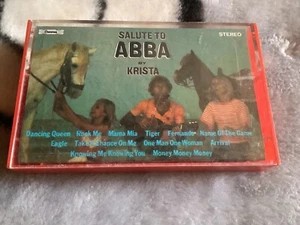 SALUTE TO
ABBA
BY
KRISTA
STEREO
Dancing Queen Rock Me Mama Mia Tiger Fernando Name Of The Game
Eagle Take A Chance On Me One Man One Woman Arrival
Knowing Me Knowing You Money Money Money